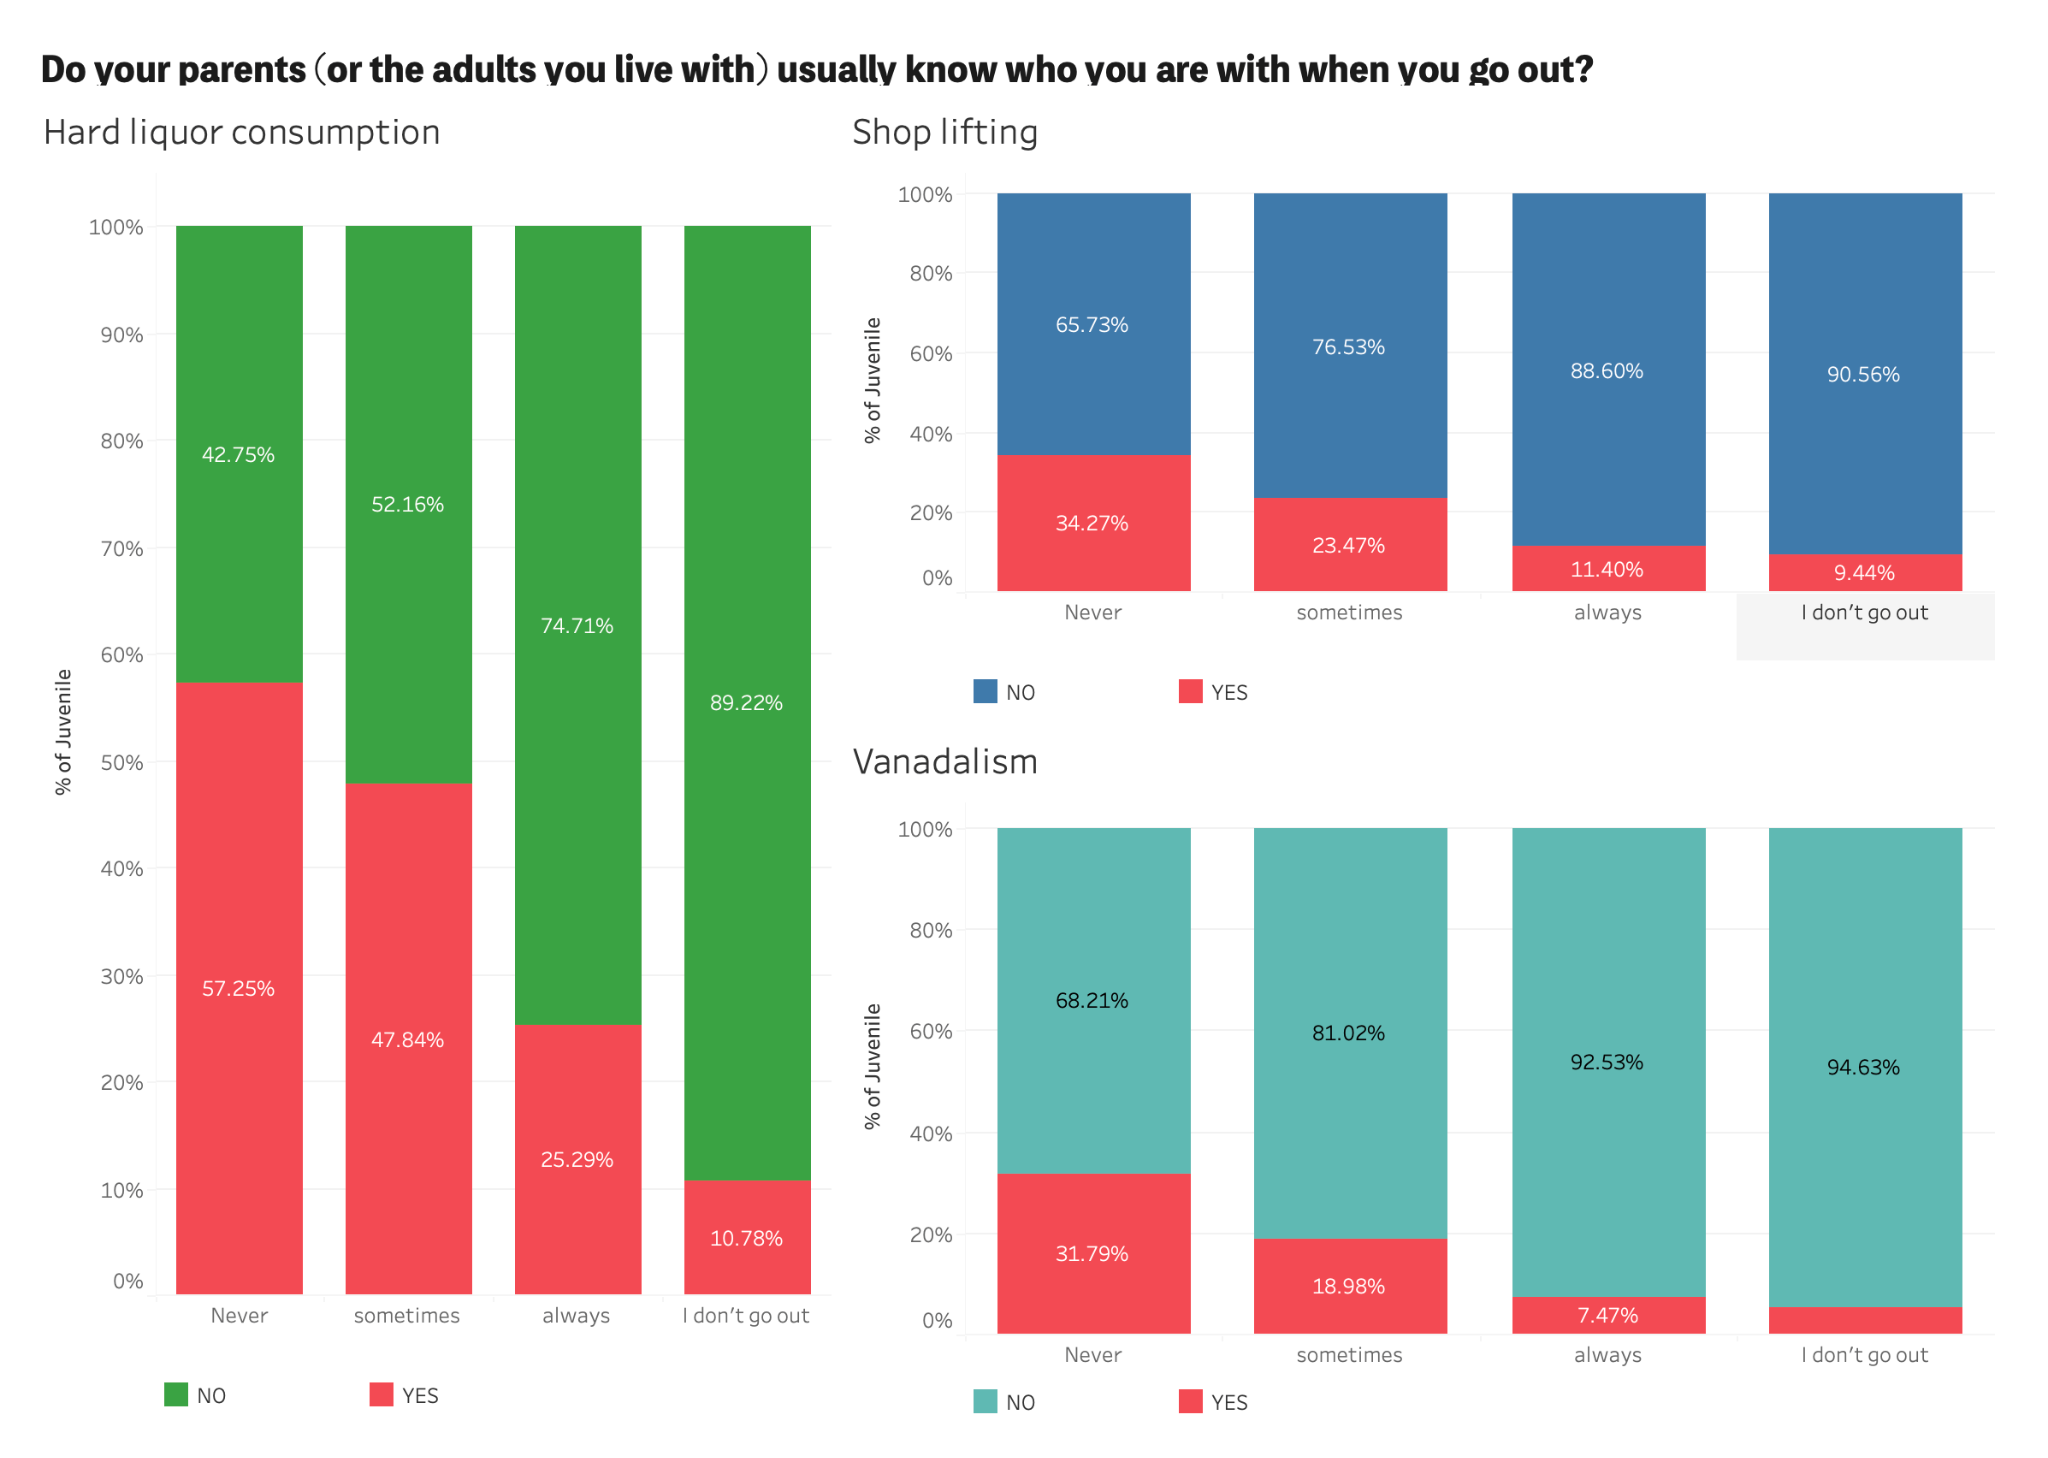 Do your parents (or the adults you live with) usually know who you are with when you go out?
Hard liquor consumption
% of Juvenile
100%
90%
80%
70%
60%
50%
40%
30%
20%
10%
0%
42.75%
52.16%
74.71%
89.22%
57.25%
47.84%
25.29%
10.78%
Never sometimes always I don't go out
NO YES
Shop lifting
% of Juvenile
100%
80%
60%
40%
20%
0%
65.73% 76.53% 88.60% 90.56%
34.27% 23.47% 11.40% 9.44%
Never sometimes always I don't go out
NO YES
Vanadalism
% of Juvenile
100%
80%
60%
40%
20%
0%
68.21% 81.02% 92.53% 94.63%
31.79% 18.98% 7.47%
Never sometimes always I don't go out
NO YES